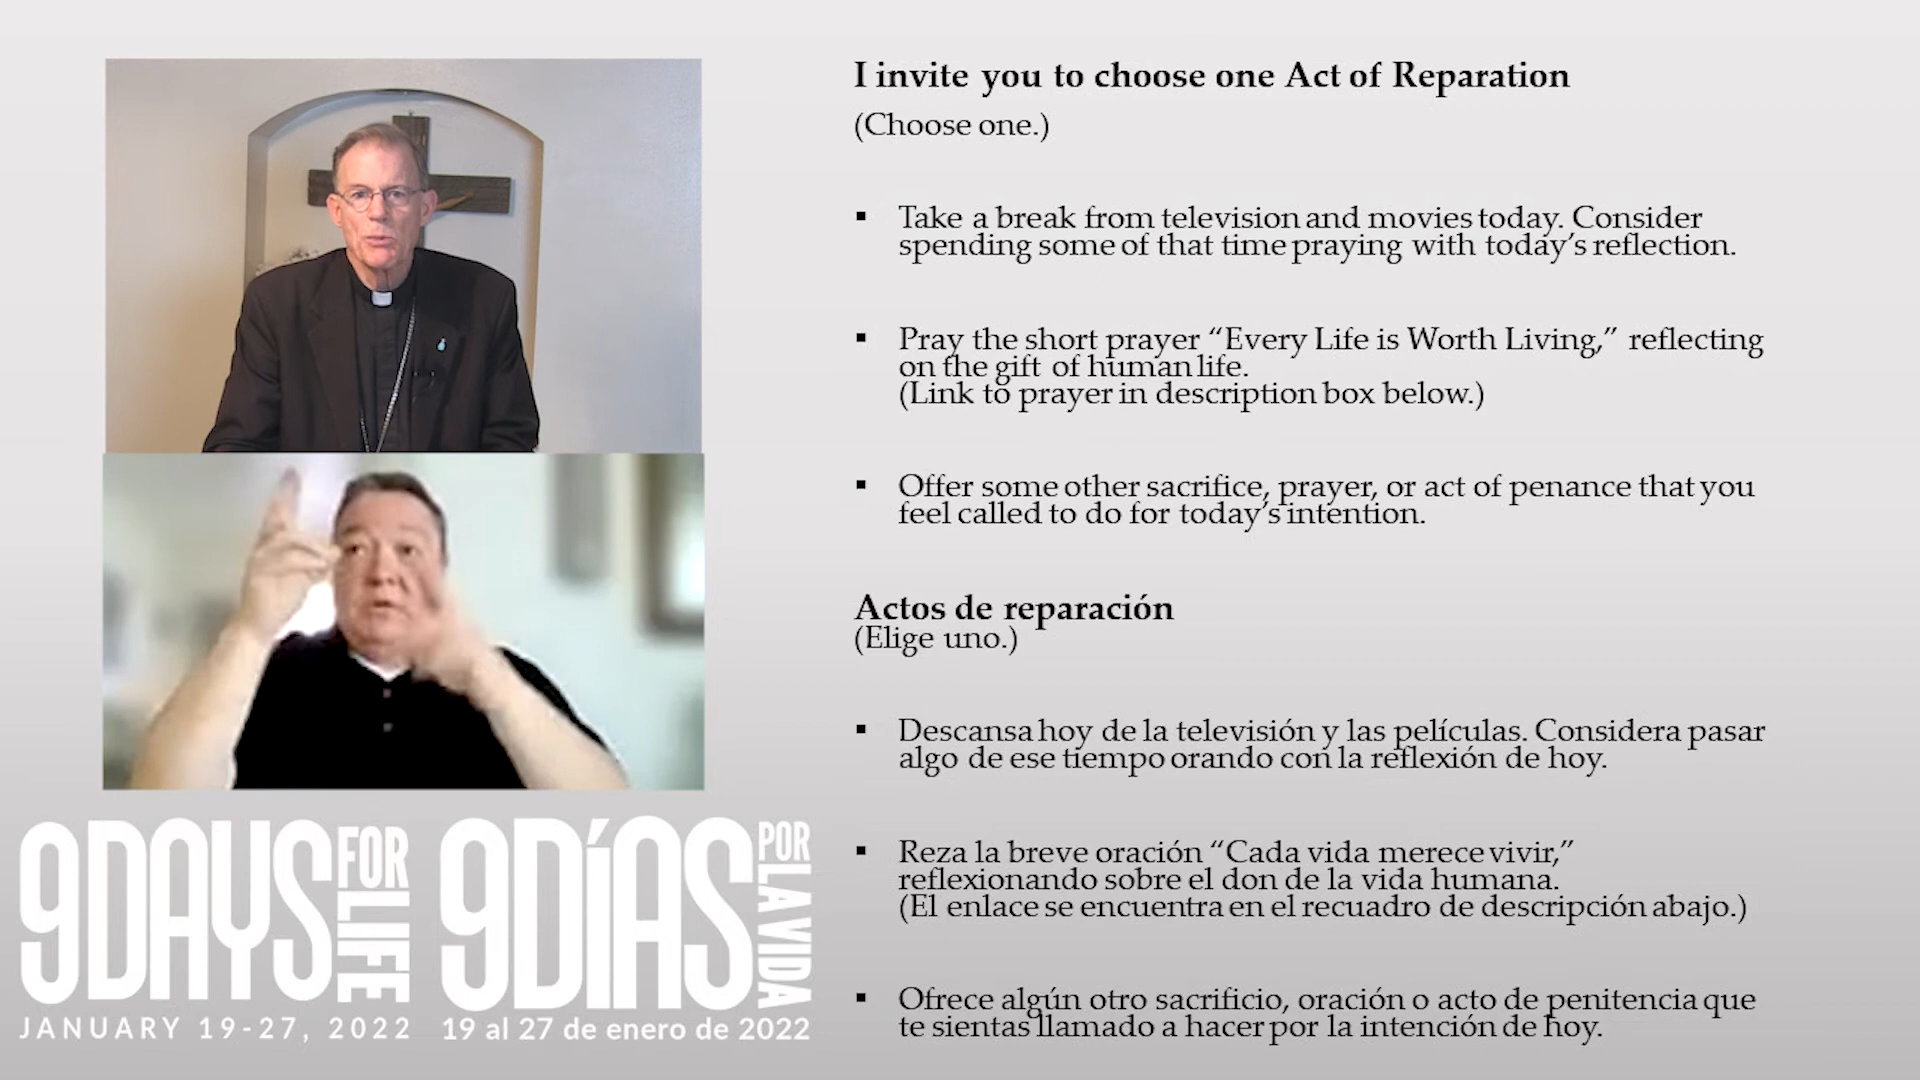 I invite you to choose one Act of Reparation
(Choose one.)
▪ Take a break from television and movies today. Consider
spending some of that time praying with today’s reflection.
▪ Pray the short prayer “Every Life is Worth Living,” reflecting
on the gift of human life.
(Link to prayer in description box below.)
▪ Offer some other sacrifice, prayer, or act of penance that you
feel called to do for today’s intention.
Actos de reparación
(Elige uno.)
▪ Descansa hoy de la televisión y las películas. Considera pasar
algo de ese tiempo orando con la reflexión de hoy.
▪ Reza la breve oración “Cada vida merece vivir,”
reflexionando sobre el don de la vida humana.
(El enlace se encuentra en el recuadro de descripción abajo.)
▪ Ofrece algún otro sacrificio, oración o acto de penitencia que
te sientas llamado a hacer por la intención de hoy.
9DAYS FOR LIFE
JANUARY 19-27, 2022
9DÍAS POR LA VIDA
19 al 27 de enero de 2022